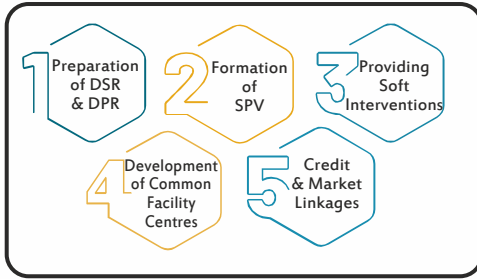 1
Preparation
of DSR
& DPR
2
Formation
of
SPV
3
Providing
Soft
Interventions
4
Development
of Common
Facility
Centres
5
Credit
& Market
Linkages